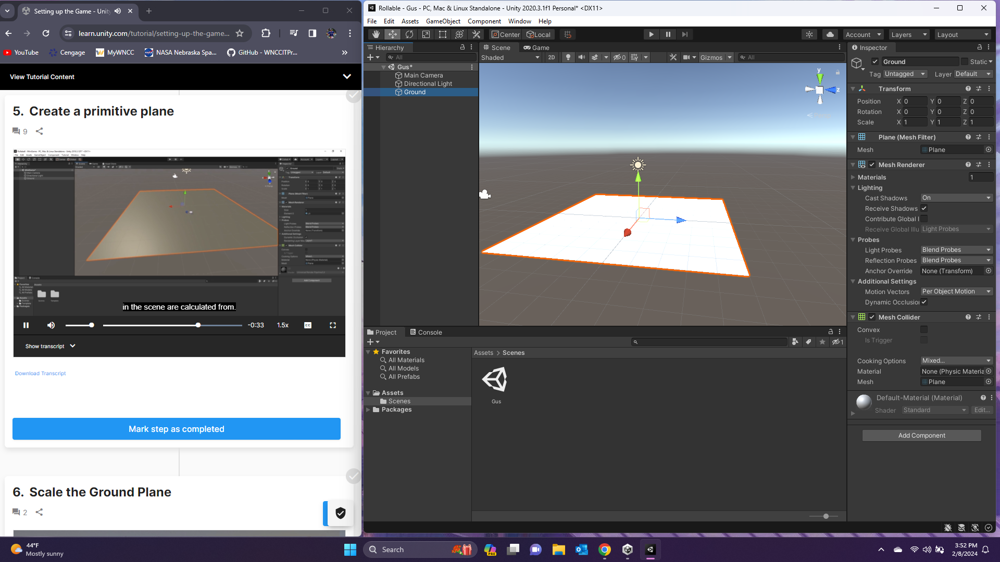 Setting up the Game - Unity
learn.unity.com/tutorial/setting-up-the-game...
YouTube
Cengage
MyWNCC
NASA Nebraska Spa...
GitHub - WNCCITPr...
View Tutorial Content
5. Create a primitive plane
9
in the scene are calculated from.
-0:33
1.5x
CC
Show transcript
Download Transcript
Mark step as completed
6. Scale the Ground Plane
2
Rollable - Gus - PC, Mac & Linux Standalone - Unity 2020.3.1f1 Personal* <DX11>
File Edit Assets GameObject Component Window Help
Center Local
Account Layers Layout
Hierarchy
All
Gus*
Main Camera
Directional Light
Ground
Scene Game
Shaded 2D 0 Gizmos All
y
z
Inspector
Ground Static
Tag Untagged Layer Default
Transform
Position X 0 Y 0 Z 0
Rotation X 0 Y 0 Z 0
Scale X 1 Y 1 Z 1
Plane (Mesh Filter)
Mesh Plane
Mesh Renderer
Materials 1
Lighting
Cast Shadows On
Receive Shadows
Contribute Global I
Receive Global Illu Light Probes
Probes
Light Probes Blend Probes
Reflection Probes Blend Probes
Anchor Override None (Transform)
Additional Settings
Motion Vectors Per Object Motion
Dynamic Occlusion
Mesh Collider
Convex
Is Trigger
Cooking Options Mixed...
Material None (Physic Materia
Mesh Plane
Default-Material (Material)
Shader Standard Edit...
Add Component
Project Console
1
Favorites
All Materials
All Models
All Prefabs
Assets
Scenes
Packages
Assets > Scenes
Gus
44°F
Mostly sunny
Search
PRE
3:52 PM
2/8/2024